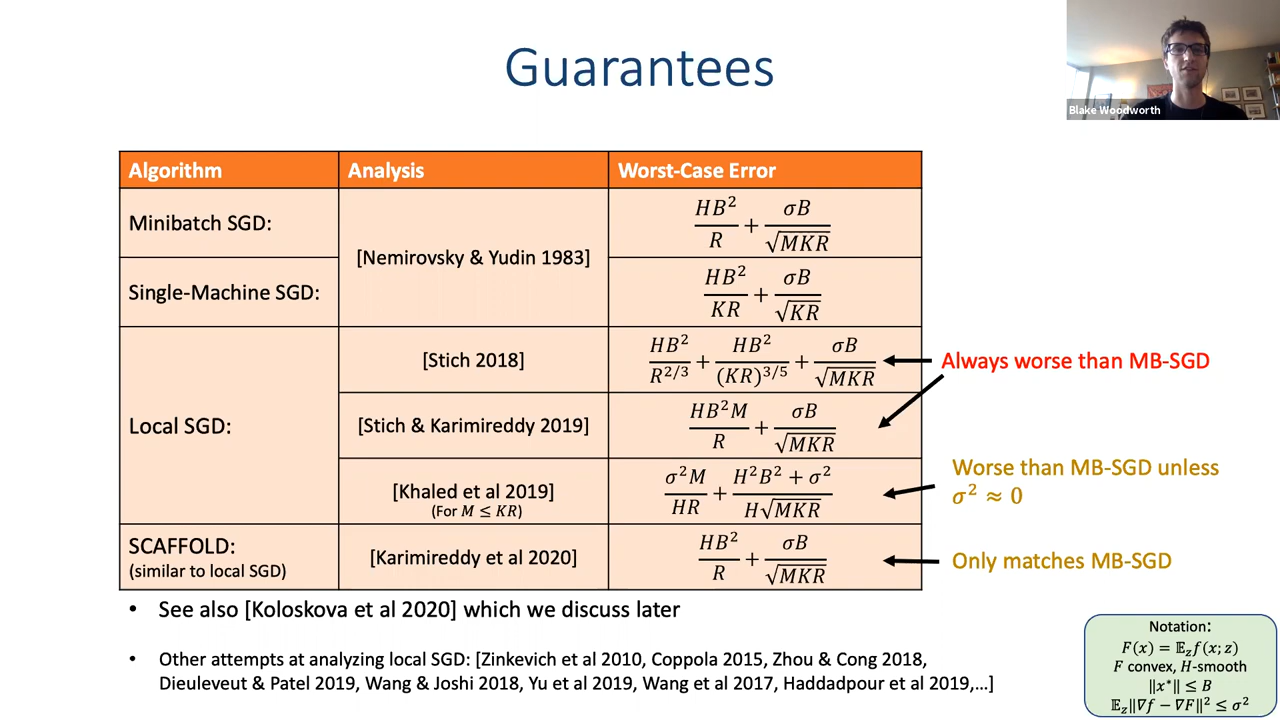 Guarantees
Blake Woodworth
Algorithm Analysis Worst-Case Error
Minibatch SGD: [Nemirovsky & Yudin 1983] HB²/R + σB/√MKR
Single-Machine SGD: HB²/KR + σB/√KR
Local SGD: [Stich 2018] HB²/R^{2/3} + HB²/(KR)^{3/5} + σB/√MKR
Always worse than MB-SGD
[Stich & Karimireddy 2019] HB²M/R + σB/√MKR
[Khaled et al 2019] σ²M/HR + H²B² + σ²/H√MKR
(For M ≤ KR)
Worse than MB-SGD unless
σ² ≈ 0
SCAFFOLD: [Karimireddy et al 2020] HB²/R + σB/√MKR
(similar to local SGD)
Only matches MB-SGD
• See also [Koloskova et al 2020] which we discuss later
• Other attempts at analyzing local SGD: [Zinkevich et al 2010, Coppola 2015, Zhou & Cong 2018,
Dieuleveut & Patel 2019, Wang & Joshi 2018, Yu et al 2019, Wang et al 2017, Haddadpour et al 2019,…]
Notation:
F(x) = 𝔼_z f(x; z)
F convex, H-smooth
‖x*‖ ≤ B
𝔼_z‖∇f − ∇F‖² ≤ σ²